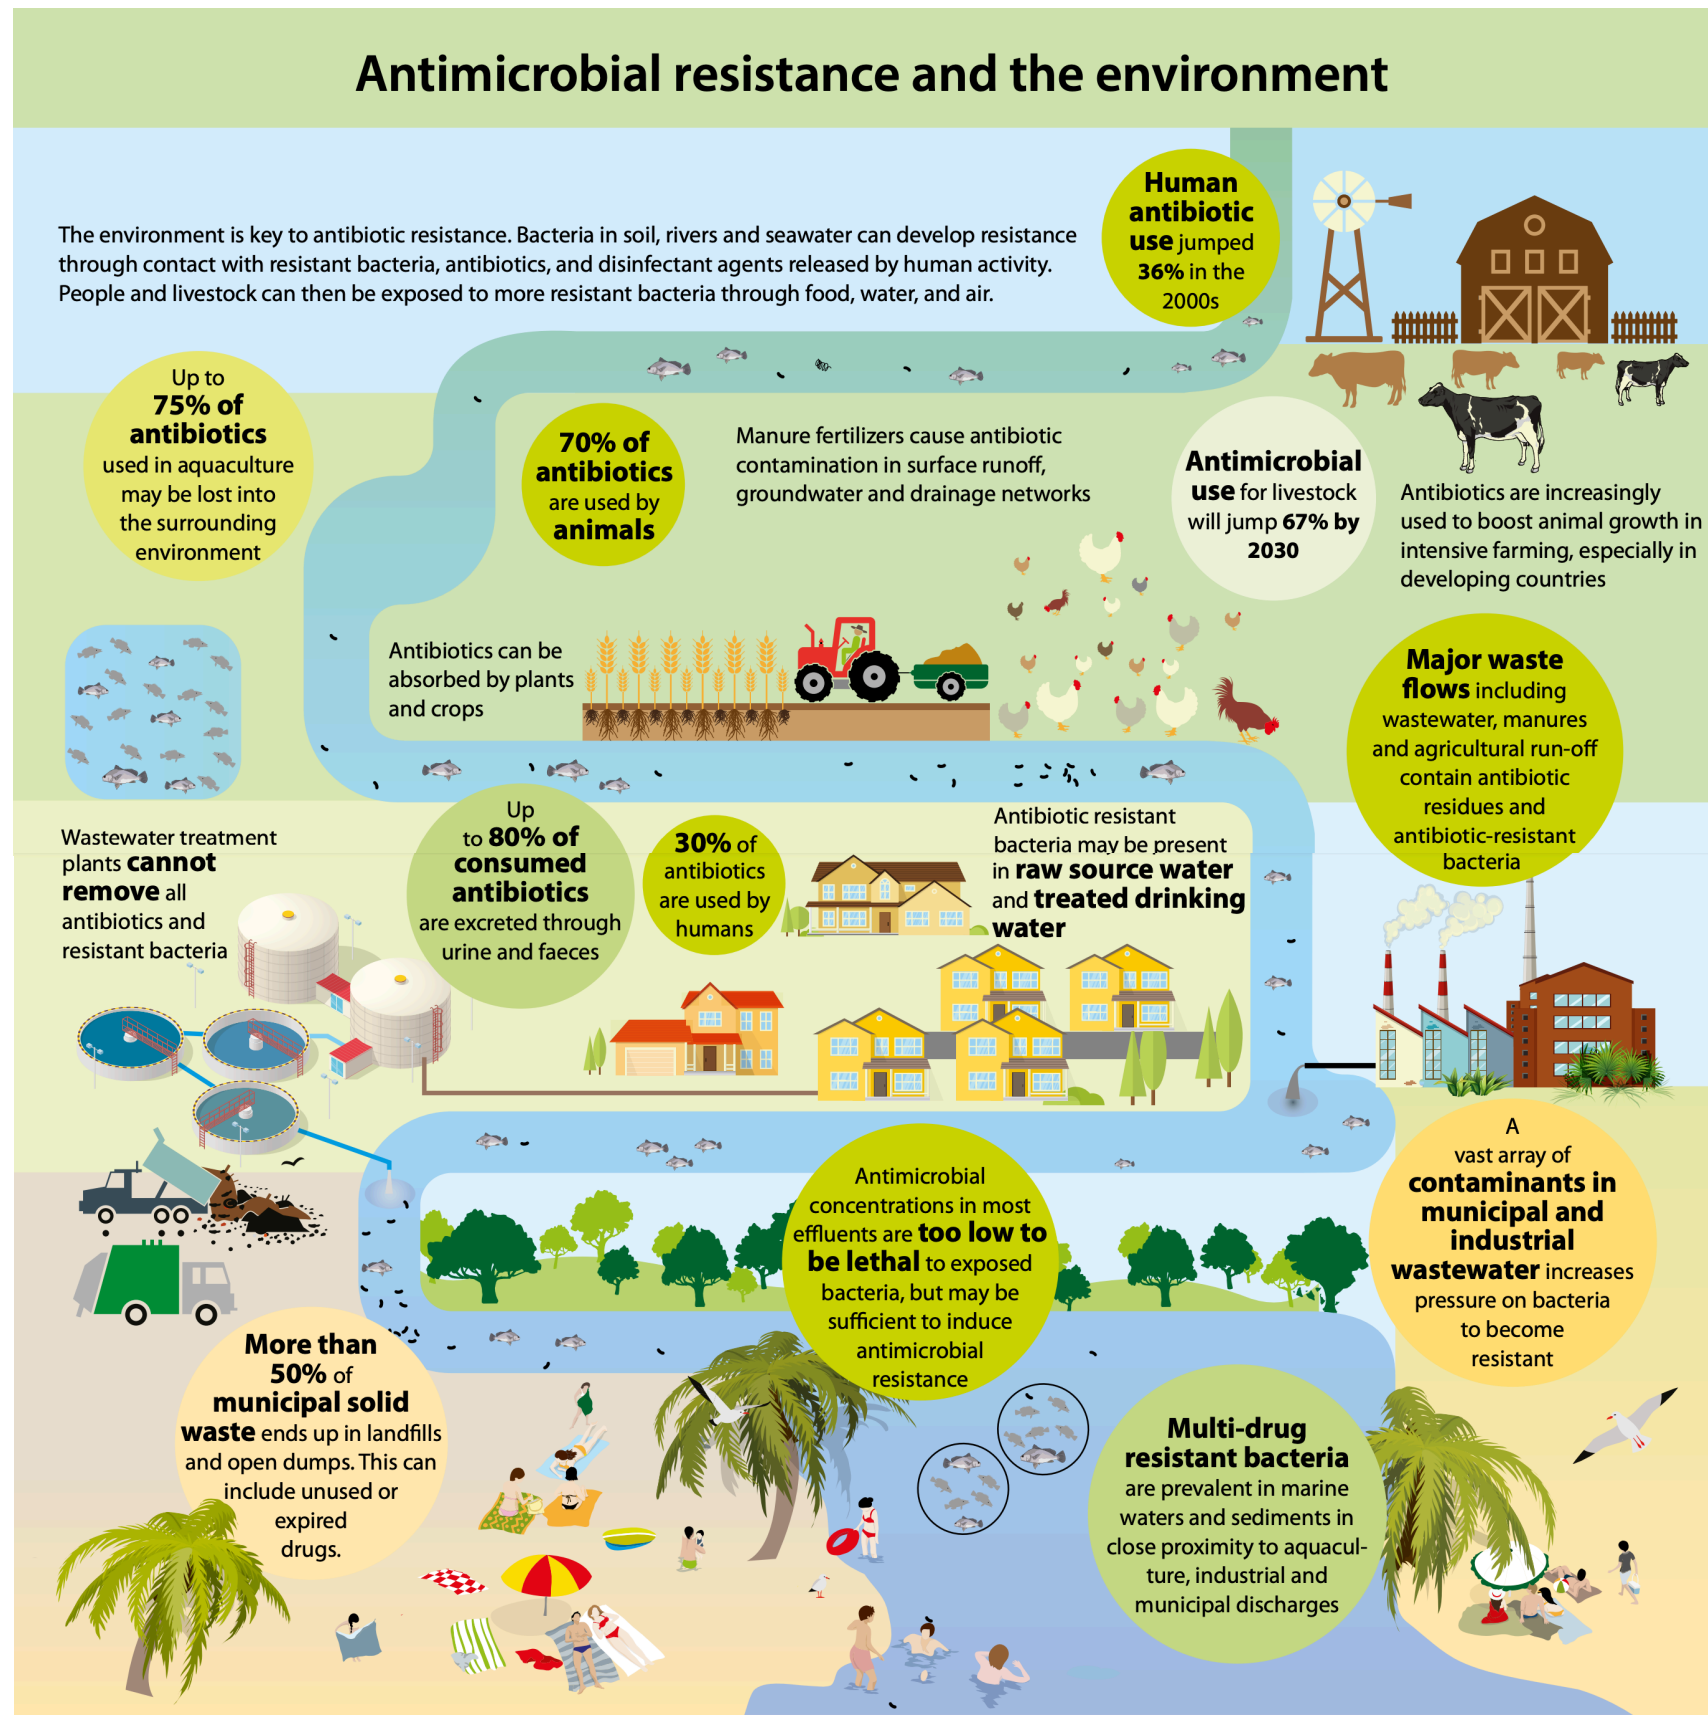 Antimicrobial resistance and the environment
The environment is key to antibiotic resistance. Bacteria in soil, rivers and seawater can develop resistance
through contact with resistant bacteria, antibiotics, and disinfectant agents released by human activity.
People and livestock can then be exposed to more resistant bacteria through food, water, and air.
Human
antibiotic
use jumped
36% in the
2000s
Up to
75% of
antibiotics
used in aquaculture
may be lost into
the surrounding
environment
70% of
antibiotics
are used by
animals
Manure fertilizers cause antibiotic
contamination in surface runoff,
groundwater and drainage networks
Antimicrobial
use for livestock
will jump 67% by
2030
Antibiotics are increasingly
used to boost animal growth in
intensive farming, especially in
developing countries
Antibiotics can be
absorbed by plants
and crops
Major waste
flows including
wastewater, manures
and agricultural run-off
contain antibiotic
residues and
antibiotic-resistant
bacteria
Wastewater treatment
plants cannot
remove all
antibiotics and
resistant bacteria
Up
to 80% of
consumed
antibiotics
are excreted through
urine and faeces
30% of
antibiotics
are used by
humans
Antibiotic resistant
bacteria may be present
in raw source water
and treated drinking
water
Antimicrobial
concentrations in most
effluents are too low to
be lethal to exposed
bacteria, but may be
sufficient to induce
antimicrobial
resistance
A
vast array of
contaminants in
municipal and
industrial
wastewater increases
pressure on bacteria
to become
resistant
More than
50% of
municipal solid
waste ends up in landfills
and open dumps. This can
include unused or
expired
drugs.
Multi-drug
resistant bacteria
are prevalent in marine
waters and sediments in
close proximity to aquacul-
ture, industrial and
municipal discharges